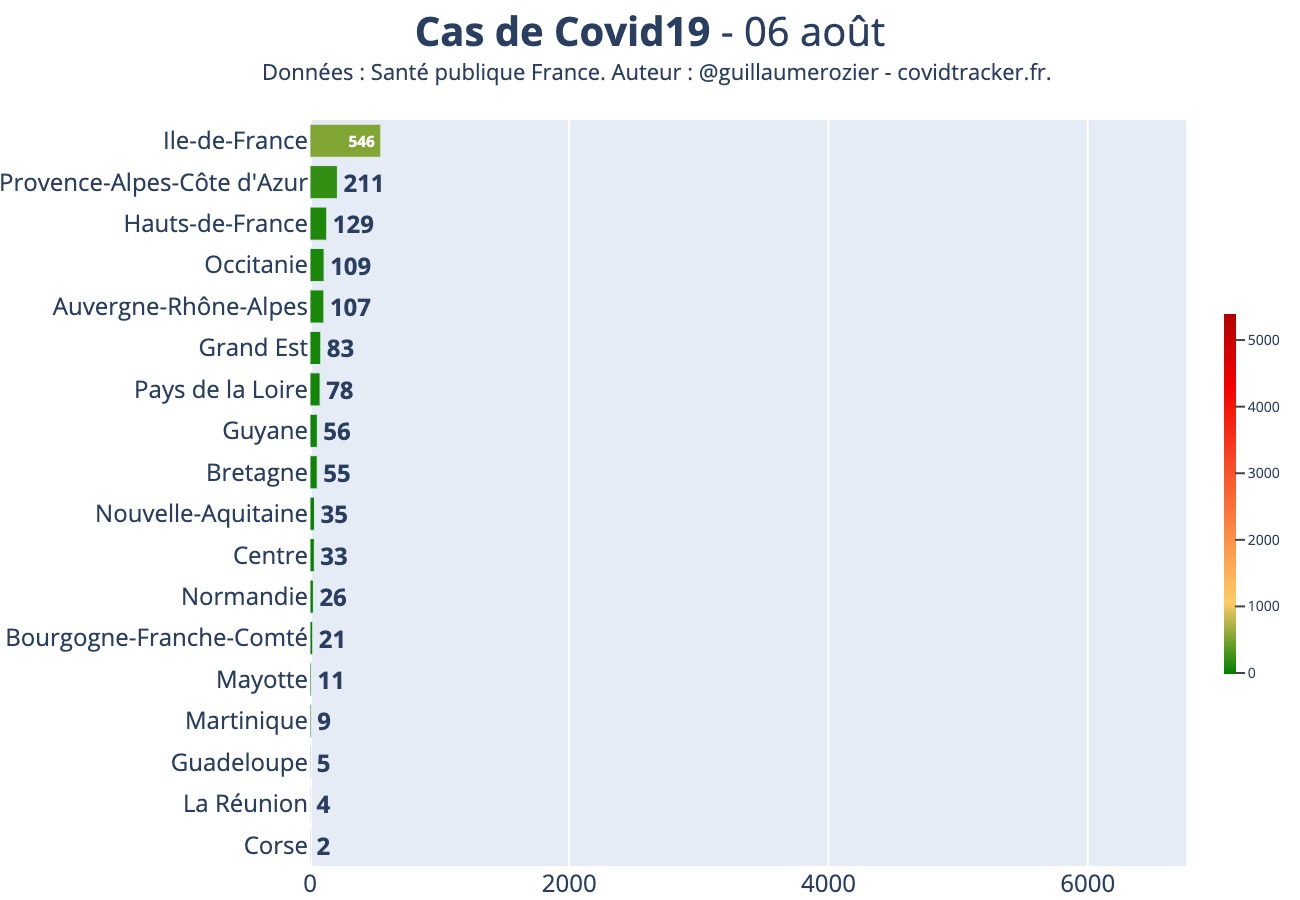 Cas de Covid19 - 06 août
Données : Santé publique France. Auteur : @guillaumerozier - covidtracker.fr.
Ile-de-France 546
Provence-Alpes-Côte d'Azur 211
Hauts-de-France 129
Occitanie 109
Auvergne-Rhône-Alpes 107
Grand Est 83
Pays de la Loire 78
Guyane 56
Bretagne 55
Nouvelle-Aquitaine 35
Centre 33
Normandie 26
Bourgogne-Franche-Comté 21
Mayotte 11
Martinique 9
Guadeloupe 5
La Réunion 4
Corse 2
0 2000 4000 6000
5000
4000
3000
2000
1000
0